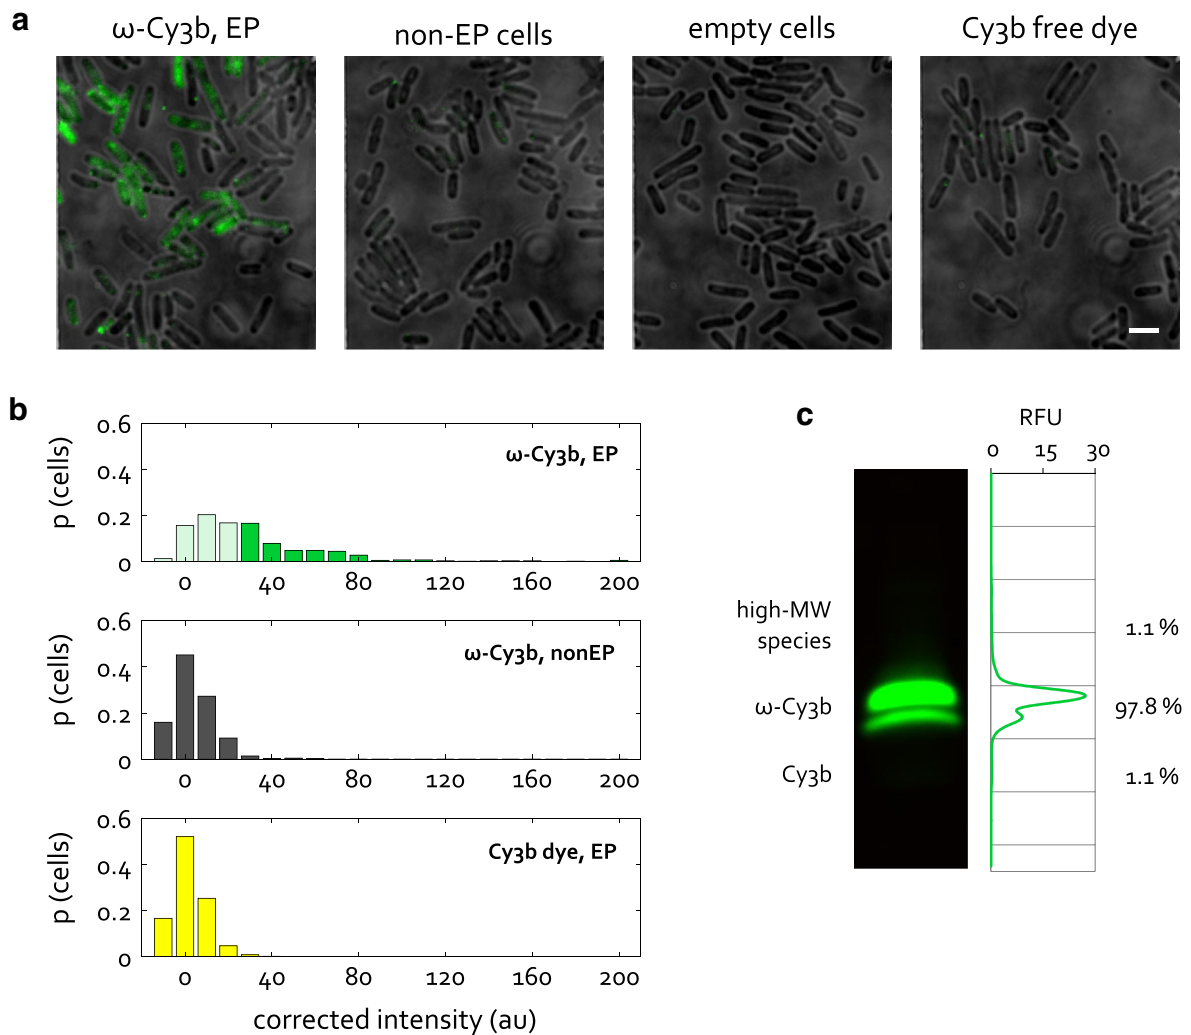 a
ω-Cy3b, EP
non-EP cells
empty cells
Cy3b free dye
b
0.6
0.4
0.2
0
p (cells)
ω-Cy3b, EP
0 40 80 120 160 200
0.6
0.4
0.2
0
p (cells)
ω-Cy3b, nonEP
0 40 80 120 160 200
0.6
0.4
0.2
0
p (cells)
Cy3b dye, EP
0 40 80 120 160 200
corrected intensity (au)
c
RFU
0 15 30
high-MW
species
1.1 %
ω-Cy3b
97.8 %
Cy3b
1.1 %